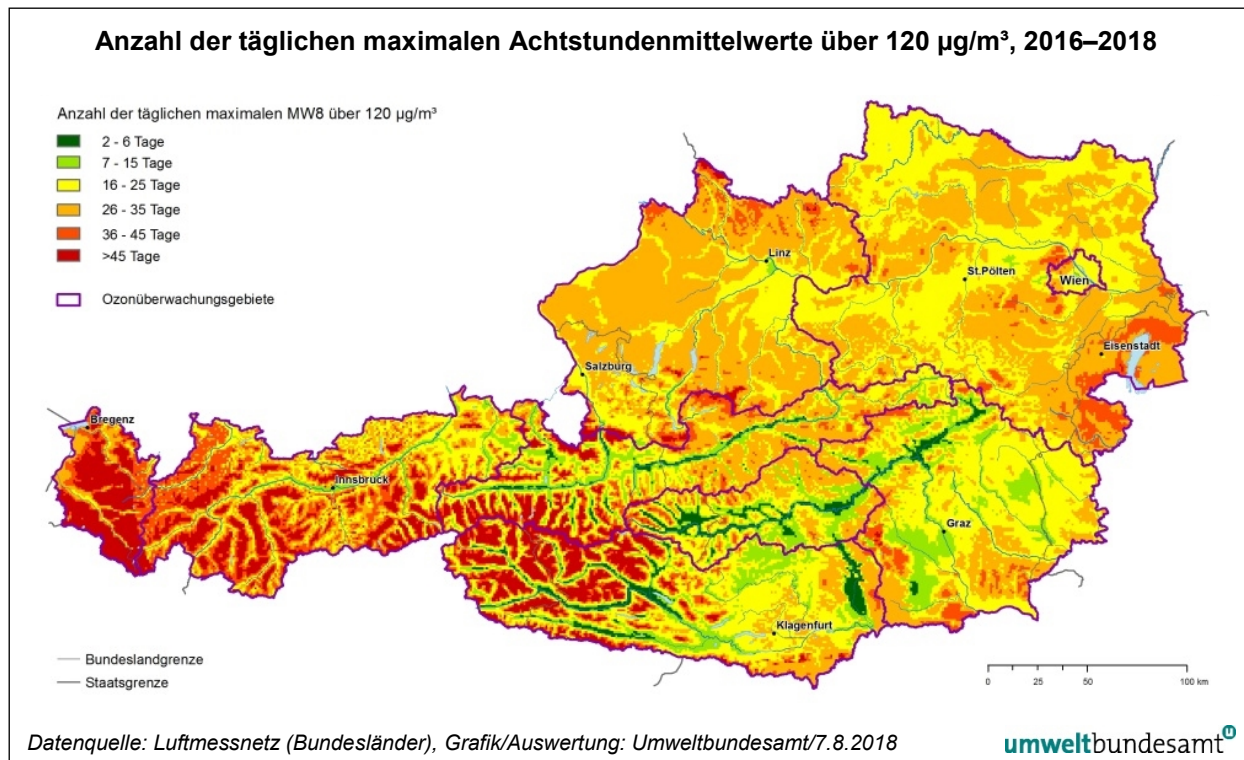 Anzahl der täglichen maximalen Achtstundenmittelwerte über 120 µg/m³, 2016–2018
Anzahl der täglichen maximalen MW8 über 120 µg/m³
2 - 6 Tage
7 - 15 Tage
16 - 25 Tage
26 - 35 Tage
36 - 45 Tage
>45 Tage
Ozonüberwachungsgebiete
Linz
St.Pölten
Wien
Eisenstadt
Salzburg
Bregenz
Innsbruck
Graz
Klagenfurt
Bundeslandgrenze
Staatsgrenze
0 25 50 100 km
Datenquelle: Luftmessnetz (Bundesländer), Grafik/Auswertung: Umweltbundesamt/7.8.2018
umweltbundesamt u